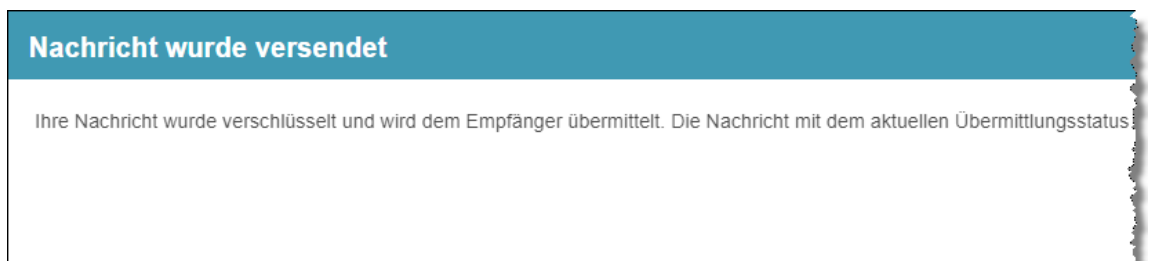 Nachricht wurde versendet
Ihre Nachricht wurde verschlüsselt und wird dem Empfänger übermittelt. Die Nachricht mit dem aktuellen Übermittlungsstatus